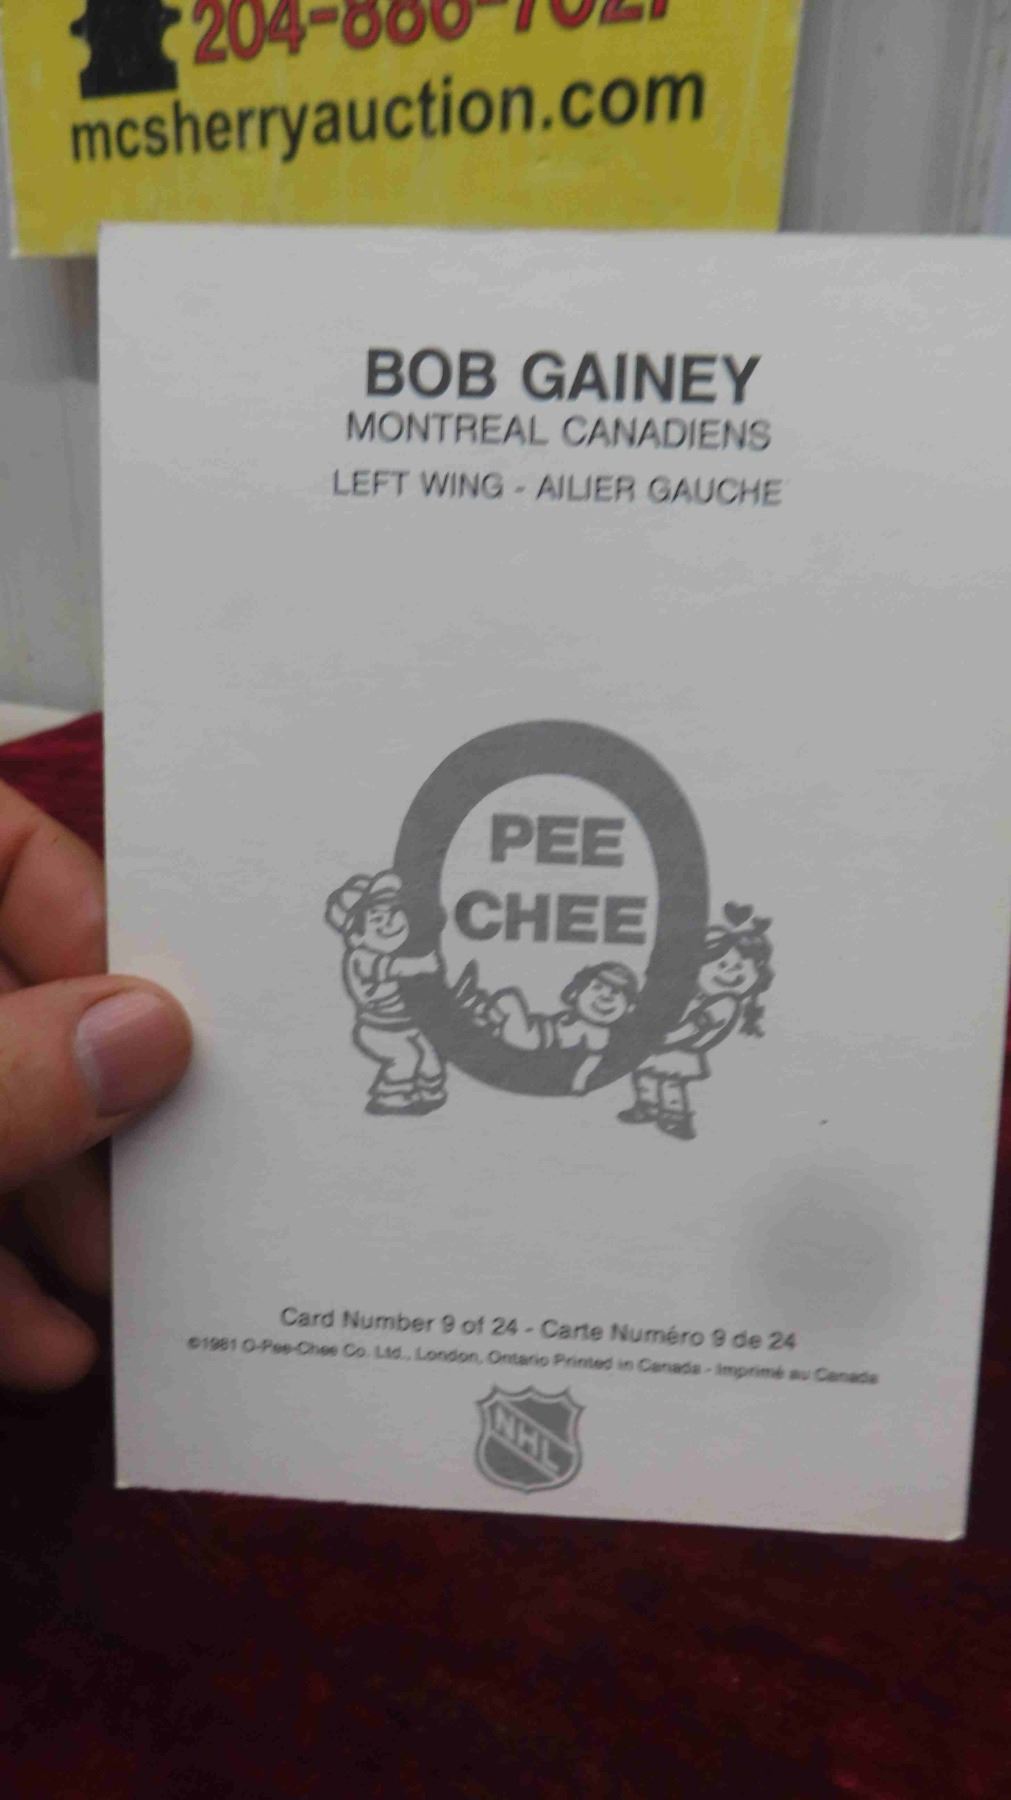 mcsherryauction.com
BOB GAINEY
MONTREAL CANADIENS
LEFT WING - AILIER GAUCHE
PEE
CHEE
Card Number 9 of 24 - Carte Numéro 9 de 24
©1981 O-Pee-Chee Co. Ltd., London, Ontario Printed in Canada - Imprimé au Canada
NHL